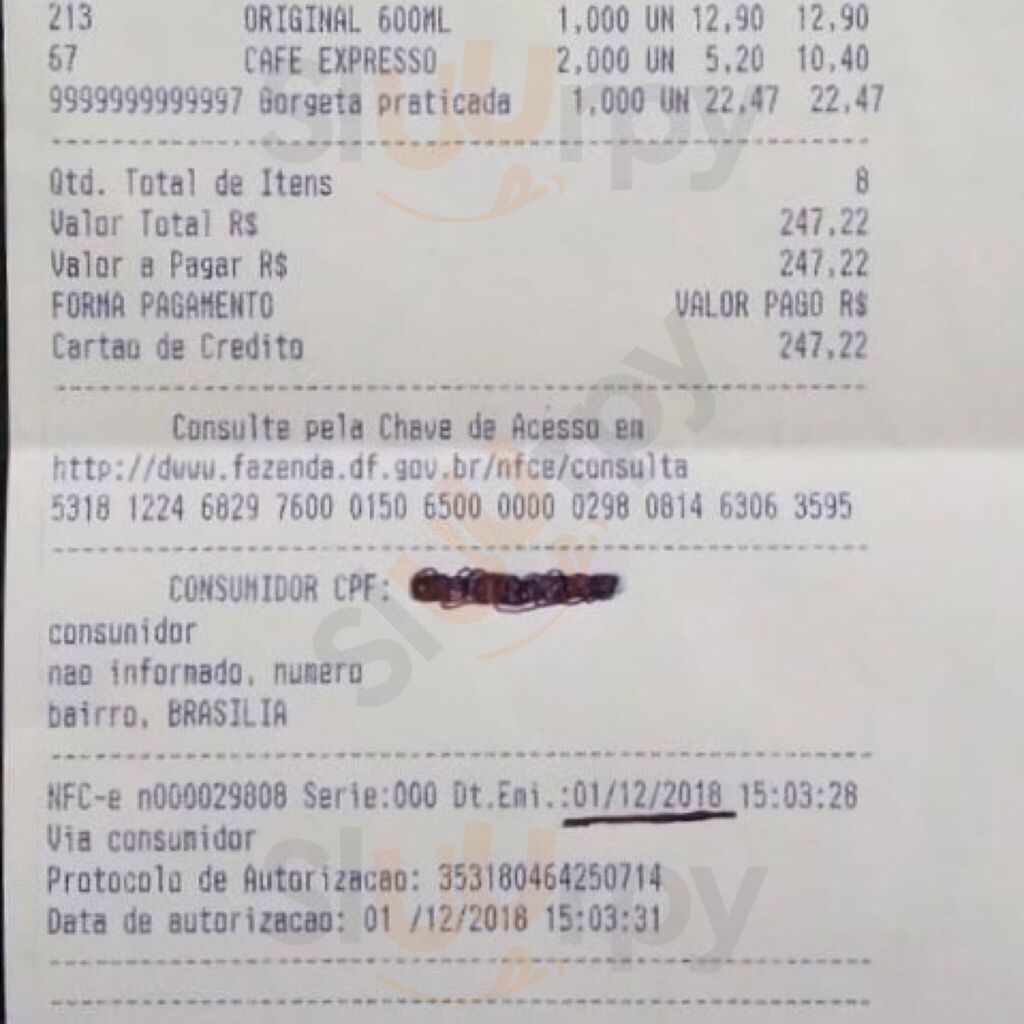 213 ORIGINAL 600ML 1,000 UN 12,90 12,90
67 CAFE EXPRESSO 2,000 UN 5,20 10,40
9999999999997 Gorgeta praticada 1,000 UN 22,47 22,47
Qtd. Total de Itens 8
Valor Total R$ 247,22
Valor a Pagar R$ 247,22
FORMA PAGAMENTO VALOR PAGO R$
Cartao de Credito 247,22
Consulte pela Chave de Acesso em
http://dwww.fazenda.df.gov.br/nfce/consulta
5318 1224 6829 7600 0150 6500 0000 0298 0814 6306 3595
CONSUMIDOR CPF:
consumidor
nao informado, numero
bairro, BRASILIA
NFC-e n000029808 Serie:000 Dt.Emi.:01/12/2018 15:03:28
Via consumidor
Protocolo de Autorizacao: 353180464250714
Data de autorizacao: 01 /12/2018 15:03:31
Slurpy
Slurpy
Slurpy